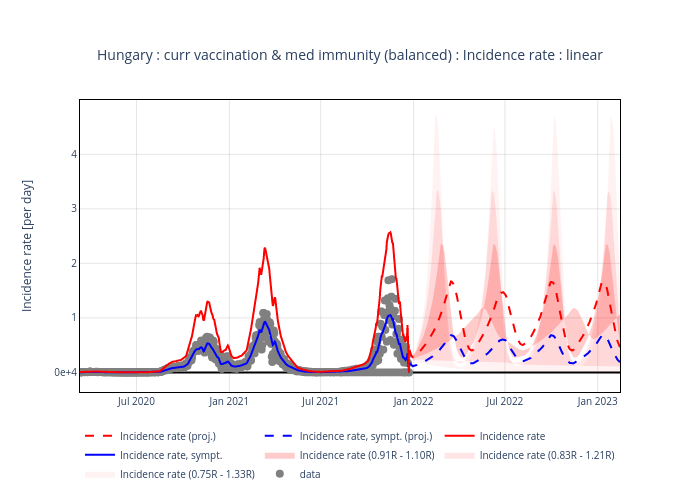 Hungary : curr vaccination & med immunity (balanced) : Incidence rate : linear
Incidence rate [per day]
4
3
2
1
0e+4
Jul 2020
Jan 2021
Jul 2021
Jan 2022
Jul 2022
Jan 2023
Incidence rate (proj.)
Incidence rate, sympt. (proj.)
Incidence rate
Incidence rate, sympt.
Incidence rate (0.91R - 1.10R)
Incidence rate (0.83R - 1.21R)
Incidence rate (0.75R - 1.33R)
data